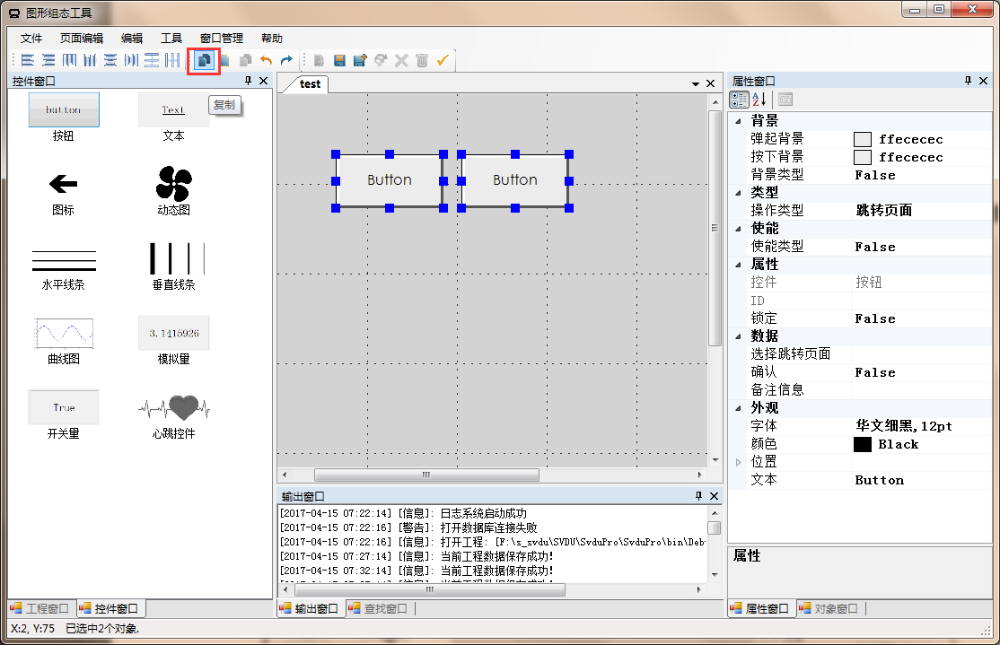 图形组态工具
文件 页面编辑 编辑 工具 窗口管理 帮助
控件窗口
button
按钮
Text
文本
复制
图标
动态图
水平线条
垂直线条
曲线图
3.1415926
模拟量
True
开关量
心跳控件
工程窗口 控件窗口
test
Button Button
输出窗口
[2017-04-15 07:22:14] [信息]: 日志系统启动成功
[2017-04-15 07:22:16] [警告]: 打开数据库连接失败
[2017-04-15 07:22:16] [信息]: 打开工程: [F:\s_svdu\SVDU\SvduPro\SvduPro\bin\Deb
[2017-04-15 07:27:14] [信息]: 当前工程数据保存成功!
[2017-04-15 07:32:14] [信息]: 当前工程数据保存成功!
输出窗口 查找窗口
属性窗口
背景
弹起背景 ffececec
按下背景 ffececec
背景类型 False
类型
操作类型 跳转页面
使能
使能类型 False
属性
控件 按钮
ID
锁定 False
数据
选择跳转页面
确认 False
备注信息
外观
字体 华文细黑,12pt
颜色 Black
位置
文本 Button
属性
属性窗口 对象窗口
X:2, Y:75 已选中2个对象.